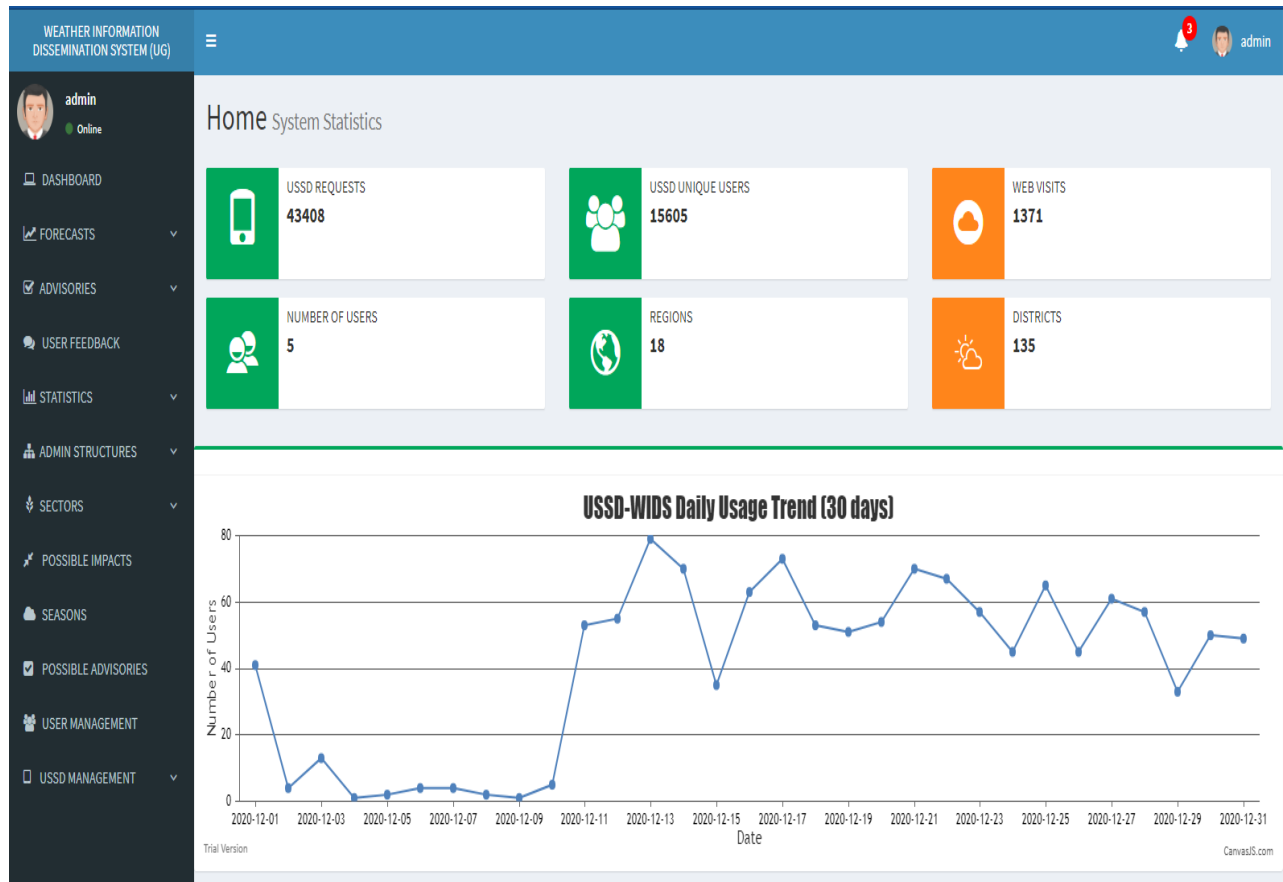 WEATHER INFORMATION
DISSEMINATION SYSTEM (UG)
3
admin
admin
Online
DASHBOARD
FORECASTS
ADVISORIES
USER FEEDBACK
STATISTICS
ADMIN STRUCTURES
SECTORS
POSSIBLE IMPACTS
SEASONS
POSSIBLE ADVISORIES
USER MANAGEMENT
USSD MANAGEMENT
Home System Statistics
USSD REQUESTS
43408
USSD UNIQUE USERS
15605
WEB VISITS
1371
NUMBER OF USERS
5
REGIONS
18
DISTRICTS
135
USSD-WIDS Daily Usage Trend (30 days)
Number of Users
80
60
40
20
0
2020-12-01 2020-12-03 2020-12-05 2020-12-07 2020-12-09 2020-12-11 2020-12-13 2020-12-15 2020-12-17 2020-12-19 2020-12-21 2020-12-23 2020-12-25 2020-12-27 2020-12-29 2020-12-31
Date
Trial Version
CanvasJS.com